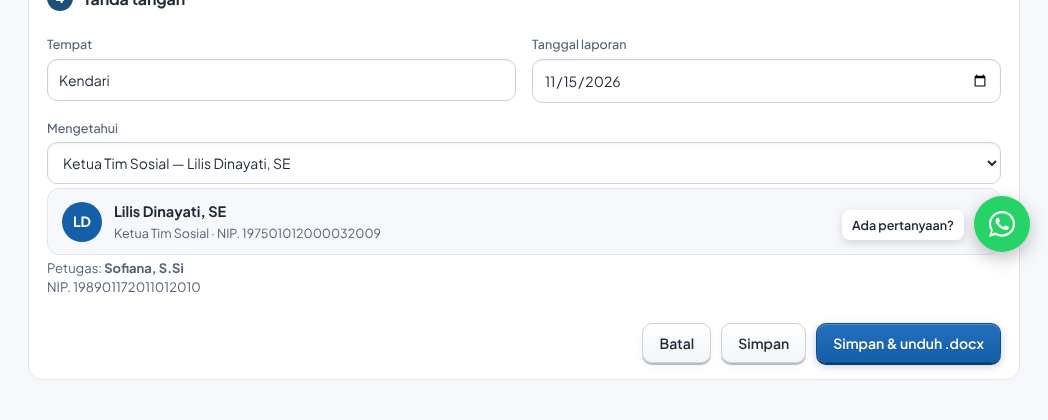 4 Tanda tangan
Tempat
Tanggal laporan
Kendari
11/15/2026
Mengetahui
Ketua Tim Sosial — Lilis Dinayati, SE
LD
Lilis Dinayati, SE
Ketua Tim Sosial · NIP. 197501012000032009
Ada pertanyaan?
Petugas: Sofiana, S.Si
NIP. 198901172011012010
Batal
Simpan
Simpan & unduh .docx